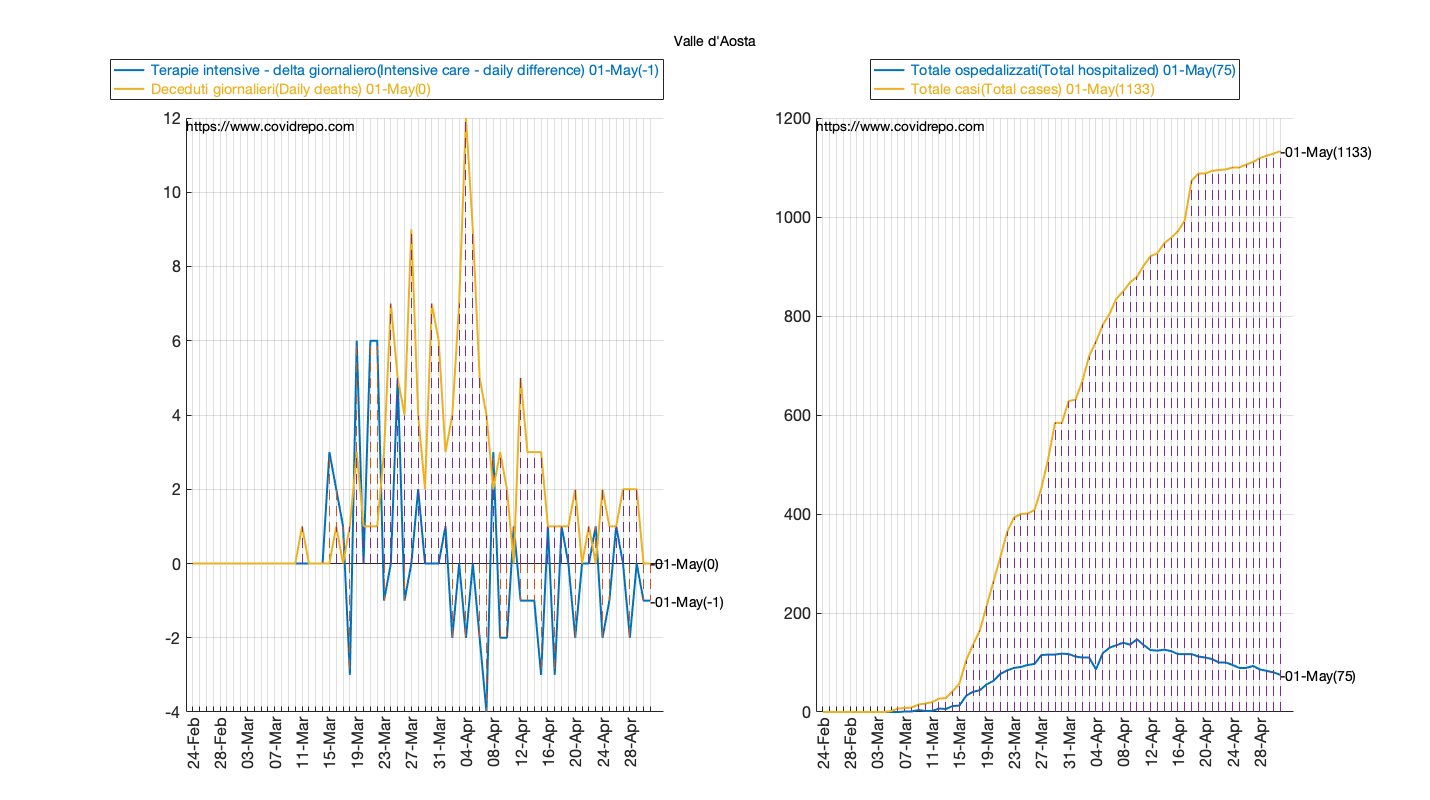 Valle d'Aosta
Terapie intensive - delta giornaliero(Intensive care - daily difference) 01-May(-1)
Deceduti giornalieri(Daily deaths) 01-May(0)
https://www.covidrepo.com
12
10
8
6
4
2
0
-2
-4
-01-May(0)
-01-May(-1)
24-Feb
28-Feb
03-Mar
07-Mar
11-Mar
15-Mar
19-Mar
23-Mar
27-Mar
31-Mar
04-Apr
08-Apr
12-Apr
16-Apr
20-Apr
24-Apr
28-Apr
Totale ospedalizzati(Total hospitalized) 01-May(75)
Totale casi(Total cases) 01-May(1133)
https://www.covidrepo.com
1200
1000
800
600
400
200
0
-01-May(1133)
-01-May(75)
24-Feb
28-Feb
03-Mar
07-Mar
11-Mar
15-Mar
19-Mar
23-Mar
27-Mar
31-Mar
04-Apr
08-Apr
12-Apr
16-Apr
20-Apr
24-Apr
28-Apr